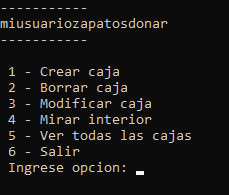 -----------
miusuariozapatosdonar
-----------
1 - Crear caja
2 - Borrar caja
3 - Modificar caja
4 - Mirar interior
5 - Ver todas las cajas
6 - Salir
Ingrese opcion: